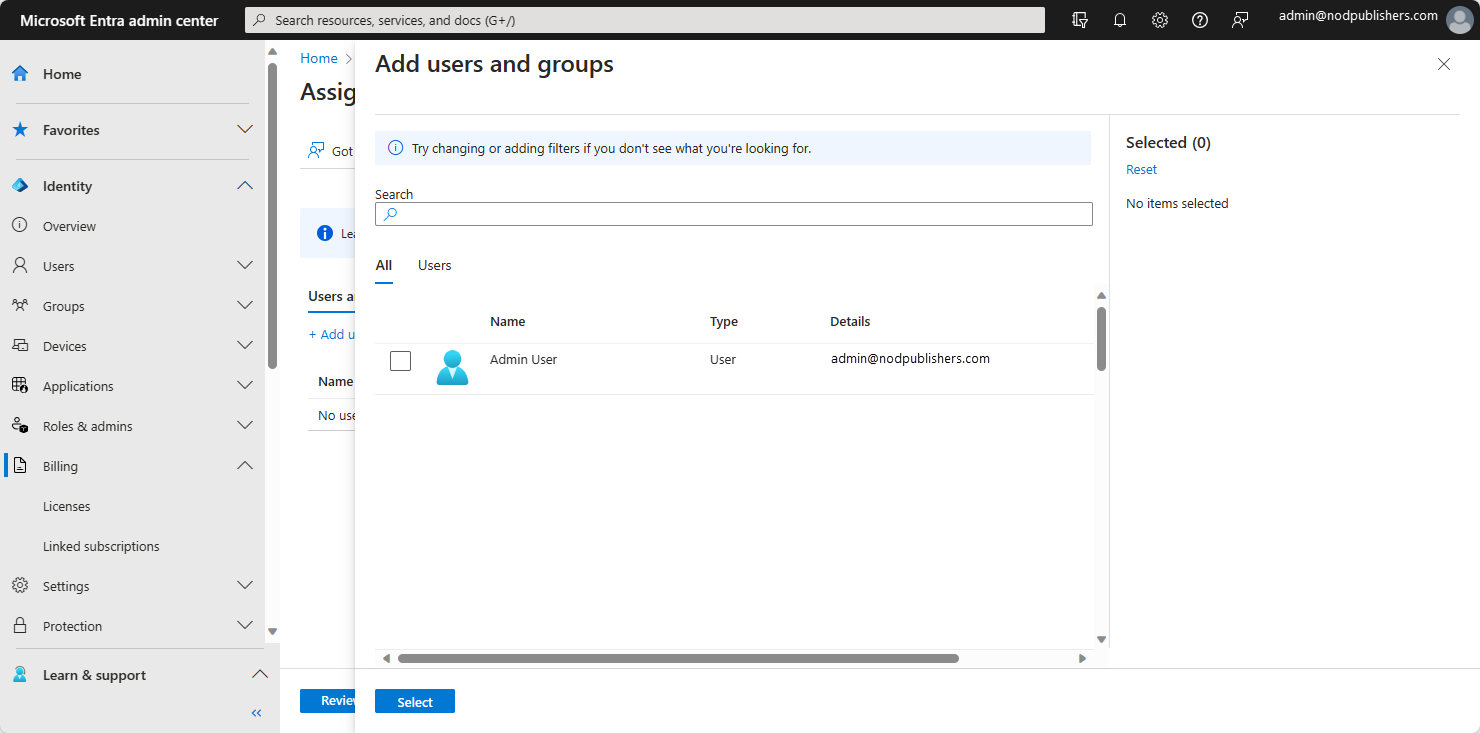 Microsoft Entra admin center
Search resources, services, and docs (G+/)
admin@nodpublishers.com
Home
Favorites
Identity
Overview
Users
Groups
Devices
Applications
Roles & admins
Billing
Licenses
Linked subscriptions
Settings
Protection
Learn & support
Home
Assig
Got
Lea
Users a
+ Add u
Name
No use
Review
Add users and groups
Try changing or adding filters if you don't see what you're looking for.
Search
All Users
Name Type Details
Admin User User admin@nodpublishers.com
Select
Selected (0)
Reset
No items selected